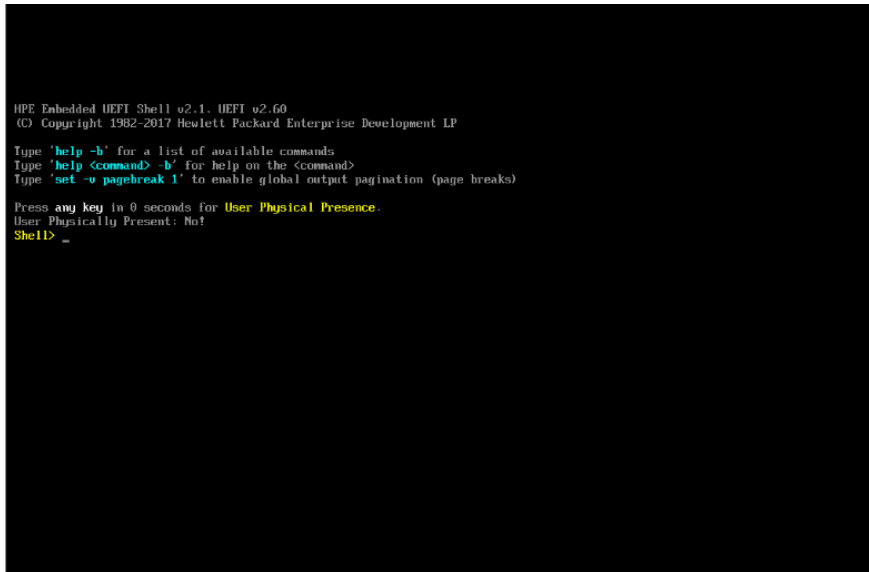 HPE Embedded UEFI Shell v2.1. UEFI v2.60
(C) Copyright 1982-2017 Hewlett Packard Enterprise Development LP
Type 'help -b' for a list of available commands
Type 'help <command> -b' for help on the <command>
Type 'set -v pagebreak 1' to enable global output pagination (page breaks)
Press any key in 0 seconds for User Physical Presence.
User Physically Present: No!
Shell> _